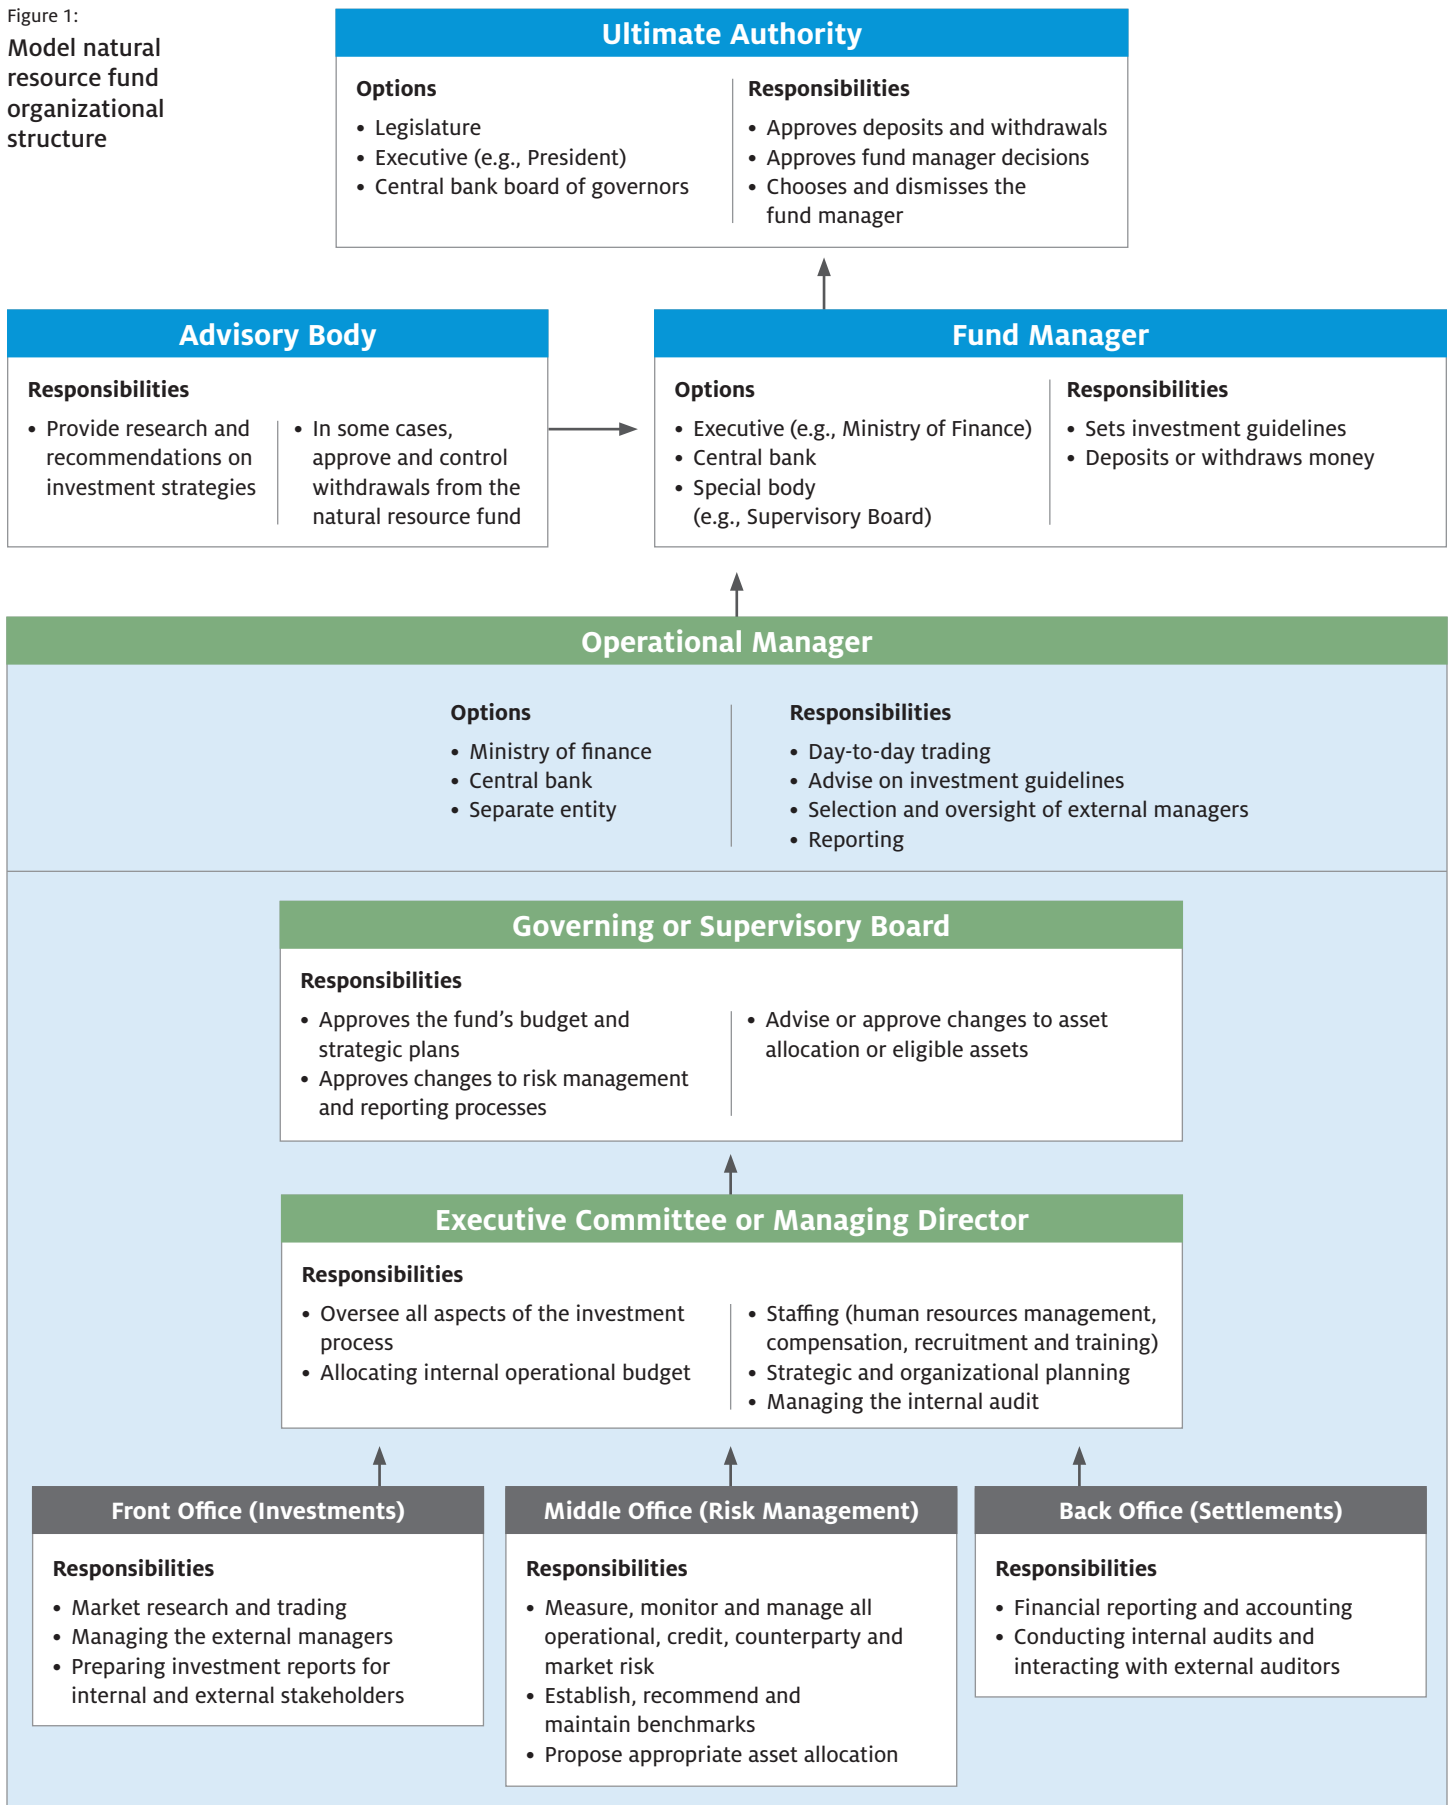 Figure 1:
Model natural
resource fund
organizational
structure
Ultimate Authority
Options
• Legislature
• Executive (e.g., President)
• Central bank board of governors
Responsibilities
• Approves deposits and withdrawals
• Approves fund manager decisions
• Chooses and dismisses the
fund manager
Advisory Body
Responsibilities
• Provide research and
recommendations on
investment strategies
• In some cases,
approve and control
withdrawals from the
natural resource fund
Fund Manager
Options
• Executive (e.g., Ministry of Finance)
• Central bank
• Special body
(e.g., Supervisory Board)
Responsibilities
• Sets investment guidelines
• Deposits or withdraws money
Operational Manager
Options
• Ministry of finance
• Central bank
• Separate entity
Responsibilities
• Day-to-day trading
• Advise on investment guidelines
• Selection and oversight of external managers
• Reporting
Governing or Supervisory Board
Responsibilities
• Approves the fund’s budget and
strategic plans
• Approves changes to risk management
and reporting processes
• Advise or approve changes to asset
allocation or eligible assets
Executive Committee or Managing Director
Responsibilities
• Oversee all aspects of the investment
process
• Allocating internal operational budget
• Staffing (human resources management,
compensation, recruitment and training)
• Strategic and organizational planning
• Managing the internal audit
Front Office (Investments)
Responsibilities
• Market research and trading
• Managing the external managers
• Preparing investment reports for
internal and external stakeholders
Middle Office (Risk Management)
Responsibilities
• Measure, monitor and manage all
operational, credit, counterparty and
market risk
• Establish, recommend and
maintain benchmarks
• Propose appropriate asset allocation
Back Office (Settlements)
Responsibilities
• Financial reporting and accounting
• Conducting internal audits and
interacting with external auditors